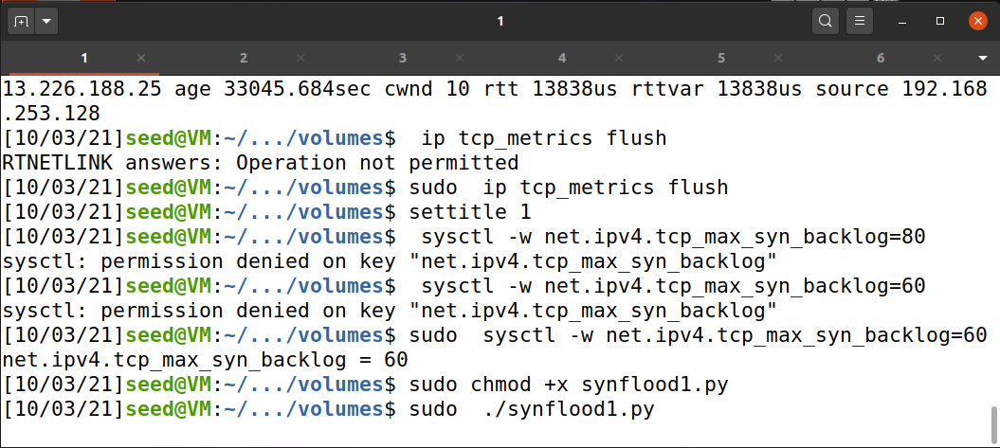 1
1 × 2 × 3 × 4 × 5 × 6 ×
13.226.188.25 age 33045.684sec cwnd 10 rtt 13838us rttvar 13838us source 192.168
.253.128
[10/03/21]seed@VM:~/.../volumes$  ip tcp_metrics flush
RTNETLINK answers: Operation not permitted
[10/03/21]seed@VM:~/.../volumes$ sudo  ip tcp_metrics flush
[10/03/21]seed@VM:~/.../volumes$ settitle 1
[10/03/21]seed@VM:~/.../volumes$  sysctl -w net.ipv4.tcp_max_syn_backlog=80
sysctl: permission denied on key "net.ipv4.tcp_max_syn_backlog"
[10/03/21]seed@VM:~/.../volumes$  sysctl -w net.ipv4.tcp_max_syn_backlog=60
sysctl: permission denied on key "net.ipv4.tcp_max_syn_backlog"
[10/03/21]seed@VM:~/.../volumes$ sudo  sysctl -w net.ipv4.tcp_max_syn_backlog=60
net.ipv4.tcp_max_syn_backlog = 60
[10/03/21]seed@VM:~/.../volumes$ sudo chmod +x synflood1.py
[10/03/21]seed@VM:~/.../volumes$ sudo  ./synflood1.py